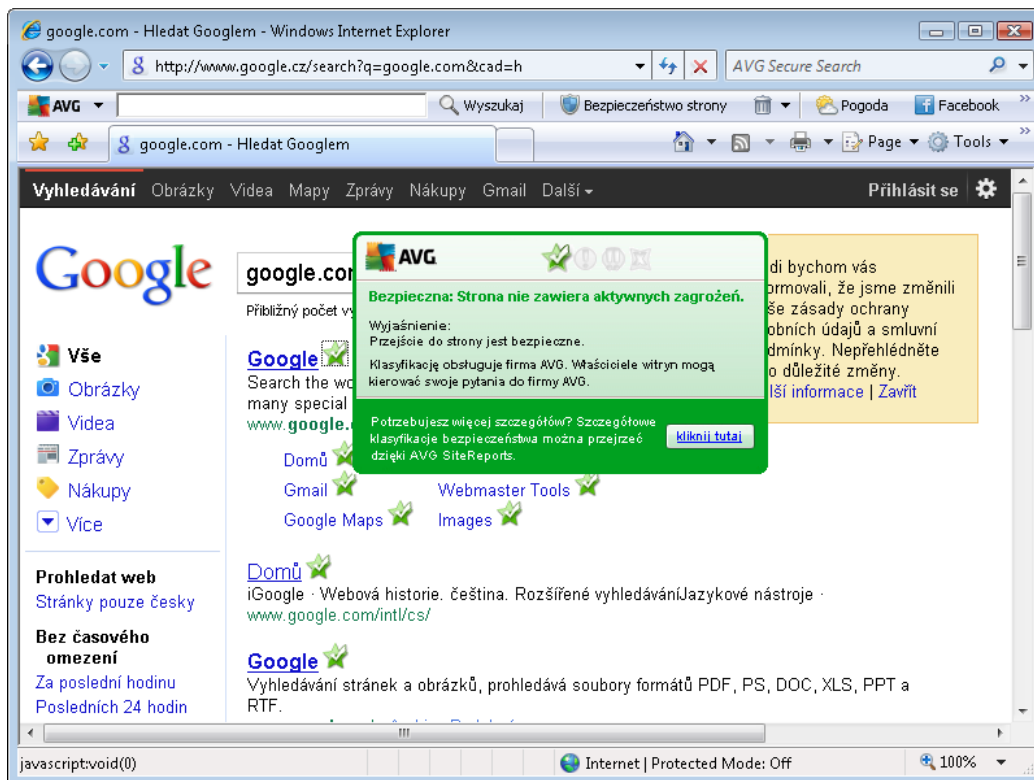 google.com - Hledat Googlem - Windows Internet Explorer
http://www.google.cz/search?q=google.com&cad=h
AVG Secure Search
AVG
Wyszukaj
Bezpieczeństwo strony
Pogoda
Facebook
google.com - Hledat Googlem
Page
Tools
Vyhledávání Obrázky Videa Mapy Zprávy Nákupy Gmail Další
Přihlásit se
Google
google.co
Přibližný počet
Vše
Obrázky
Videa
Zprávy
Nákupy
Více
Prohledat web
Stránky pouze česky
Bez časového
omezení
Za poslední hodinu
Posledních 24 hodin
AVG
Bezpieczna: Strona nie zawiera aktywnych zagrożeń.
Wyjaśnienie:
Przejście do strony jest bezpieczne.
Klasyfikację obsługuje firma AVG. Właściciele witryn mogą
kierować swoje pytania do firmy AVG.
Potrzebujesz więcej szczegółów? Szczegółowe
klasyfikacje bezpieczeństwa można przejrzeć
dzięki AVG SiteReports.
kliknij tutaj
di bychom vás
ormovali, že jsme změnili
še zásady ochrany
obních údajů a smluvní
dmínky. Nepřehlédněte
o důležité změny.
lší informace | Zavřít
Google
Search the wo
many special
www.google.
Domů
Gmail
Webmaster Tools
Google Maps
Images
Domů
iGoogle · Webová historie. čeština. Rozšířené vyhledáváníJazykové nástroje ·
www.google.com/intl/cs/
Google
Vyhledávání stránek a obrázků, prohledává soubory formátů PDF, PS, DOC, XLS, PPT a
RTF.
javascript:void(0)
Internet | Protected Mode: Off
100%